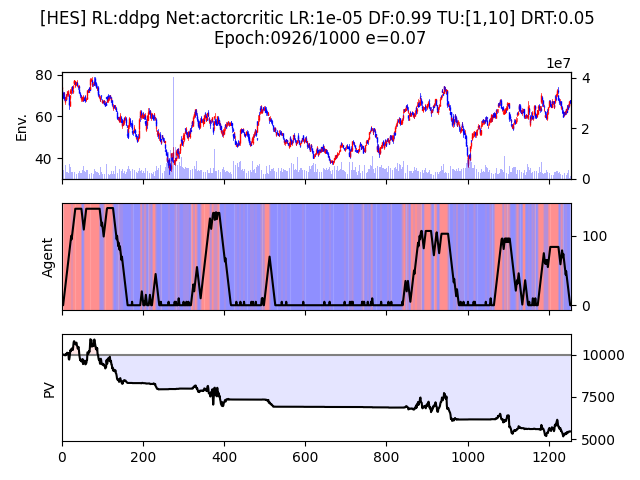 [HES] RL:ddpg Net:actorcritic LR:1e-05 DF:0.99 TU:[1,10] DRT:0.05
Epoch:0926/1000 e=0.07
1e7
80
60
40
Env.
4
2
0
Agent
100
0
PV
10000
7500
5000
0 200 400 600 800 1000 1200